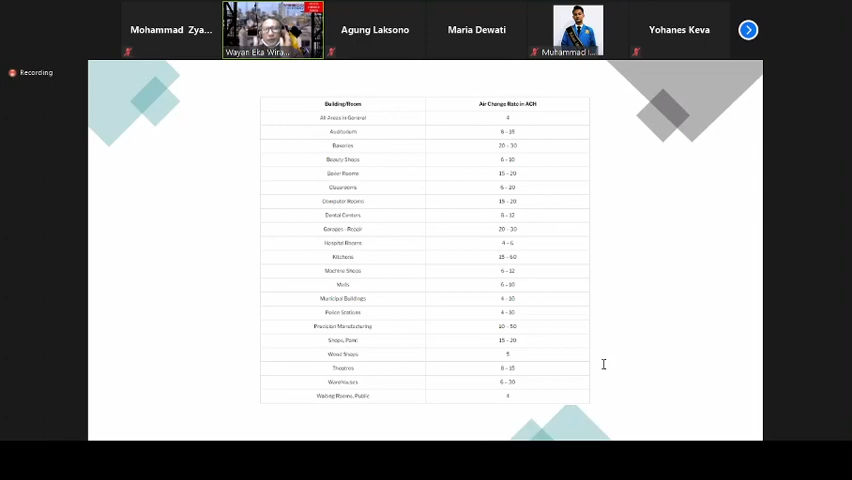 Mohammad Zya...
Wayan Eka Wira...
Agung Laksono
Maria Dewati
Muhammad I...
Yohanes Keva
Recording
Building/Room Air Change Rate in ACH
All Areas in General 4
Auditorium 8 - 15
Bakeries 20 - 30
Beauty Shops 6 - 10
Boiler Rooms 15 - 20
Classrooms 6 - 20
Computer Rooms 15 - 20
Dental Centers 8 - 12
Garages - Repair 20 - 30
Hospital Rooms 4 - 6
Kitchens 15 - 60
Machine Shops 6 - 12
Malls 6 - 10
Municipal Buildings 4 - 10
Police Stations 4 - 10
Precision Manufacturing 10 - 50
Shops, Paint 15 - 20
Wood Shops 5
Theatres 8 - 15
Warehouses 6 - 30
Waiting Rooms, Public 4